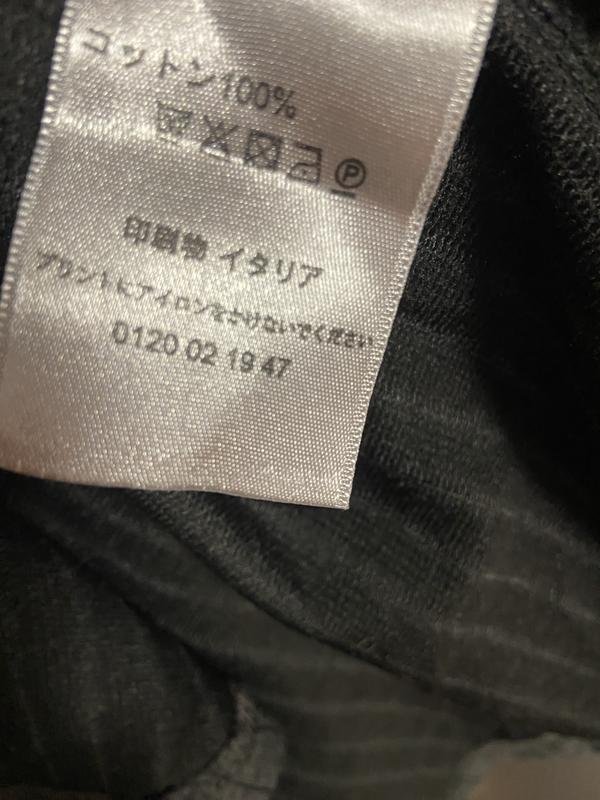 コットン100%
P
印刷物 イタリア
プリントにアイロンをかけないでください
0120 02 19 47